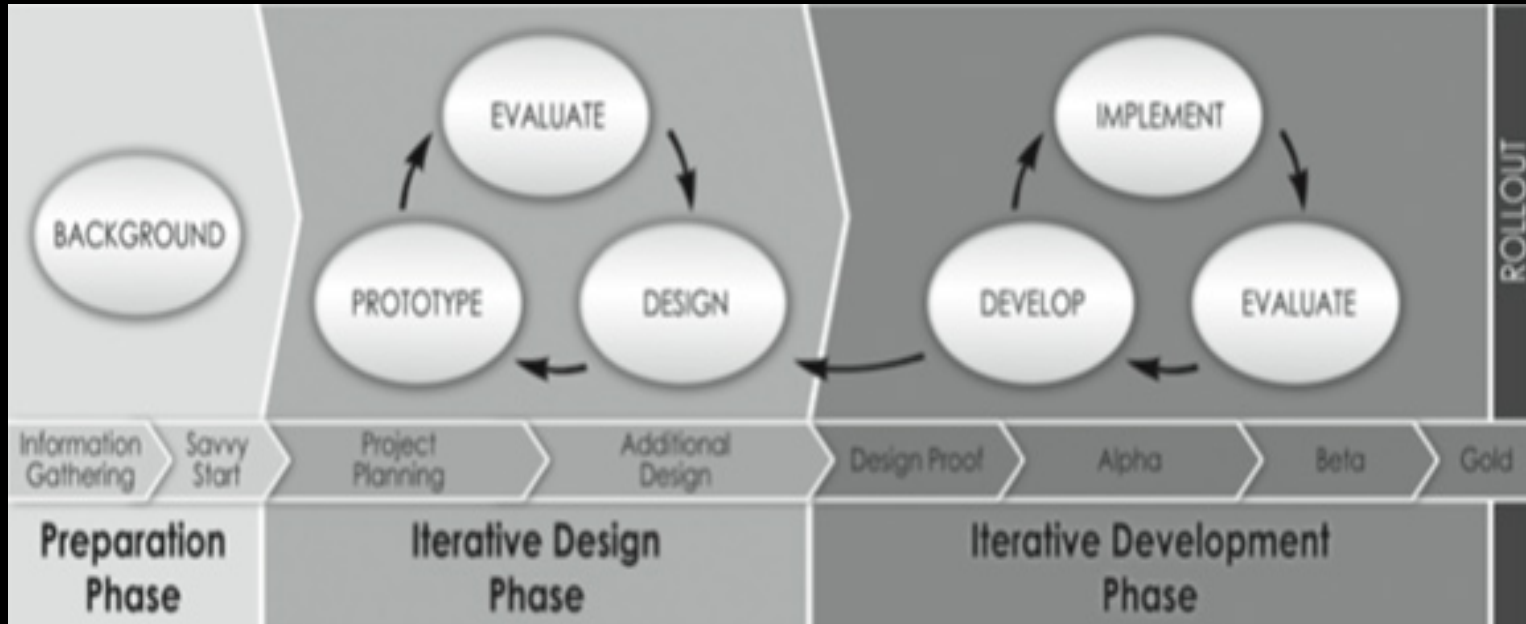 EVALUATE
IMPLEMENT
BACKGROUND
PROTOTYPE
DESIGN
DEVELOP
EVALUATE
ROLLOUT
Information
Gathering
Savvy
Start
Project
Planning
Additional
Design
Design Proof
Alpha
Beta
Gold
Preparation
Phase
Iterative Design
Phase
Iterative Development
Phase